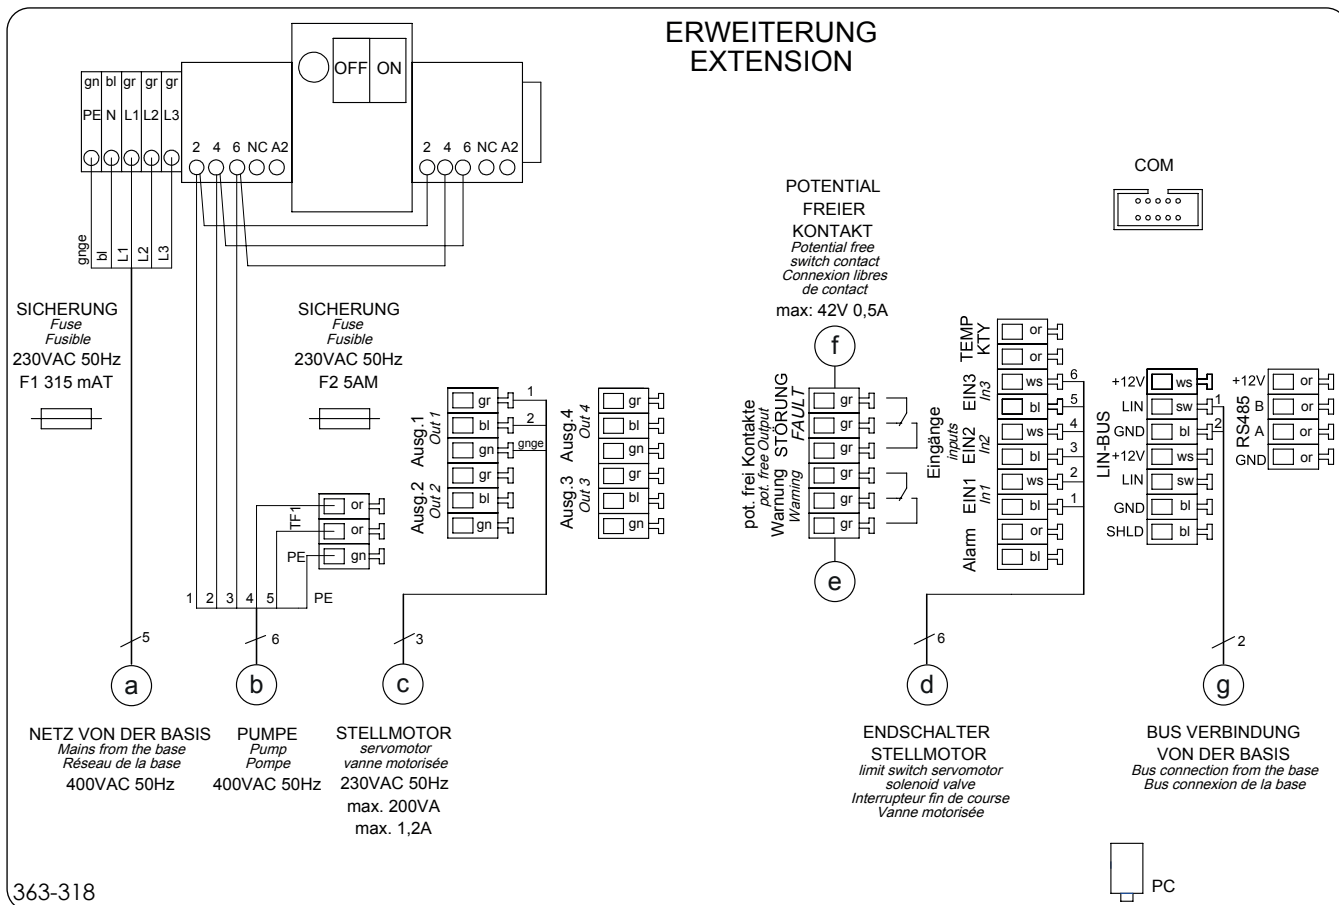 ERWEITERUNG
EXTENSION
OFF ON
gn bl gr gr gr
PE N L1 L2 L3
2 4 6 NC A2
2 4 6 NC A2
gnge bl L1 L2 L3
COM
SICHERUNG
Fuse
Fusible
230VAC 50Hz
F1 315 mAT
SICHERUNG
Fuse
Fusible
230VAC 50Hz
F2 5AM
POTENTIAL
FREIER
KONTAKT
Potential free
switch contact
Connexion libres
de contact
max: 42V 0,5A
f
TF1
PE
or
or
gn
1 2 3 4 5 PE
Ausg.1
Out 1
Ausg.2
Out 2
gr 1
bl 2
gn gnge
gr
bl
gn
Ausg.4
Out 4
Ausg.3
Out 3
gr
bl
gn
gr
bl
gn
pot. frei Kontakte
pot. free Output
STÖRUNG
FAULT
Warnung
Warning
gr
gr
gr
gr
gr
gr
e
Eingänge
inputs
TEMP
KTY
EIN3
In3
EIN2
In2
EIN1
In1
Alarm
or
or
ws 6
bl 5
ws 4
bl 3
ws 2
bl 1
or
bl
LIN-BUS
+12V ws
LIN sw 1
GND bl 2
+12V ws
LIN sw
GND bl
SHLD bl
RS485
+12V or
B or
A or
GND or
5
6
3
6
2
a
b
c
d
g
NETZ VON DER BASIS
Mains from the base
Réseau de la base
400VAC 50Hz
PUMPE
Pump
Pompe
400VAC 50Hz
STELLMOTOR
servomotor
vanne motorisée
230VAC 50Hz
max. 200VA
max. 1,2A
ENDSCHALTER
STELLMOTOR
limit switch servomotor
solenoid valve
Interrupteur fin de course
Vanne motorisée
BUS VERBINDUNG
VON DER BASIS
Bus connection from the base
Bus connexion de la base
PC
363-318